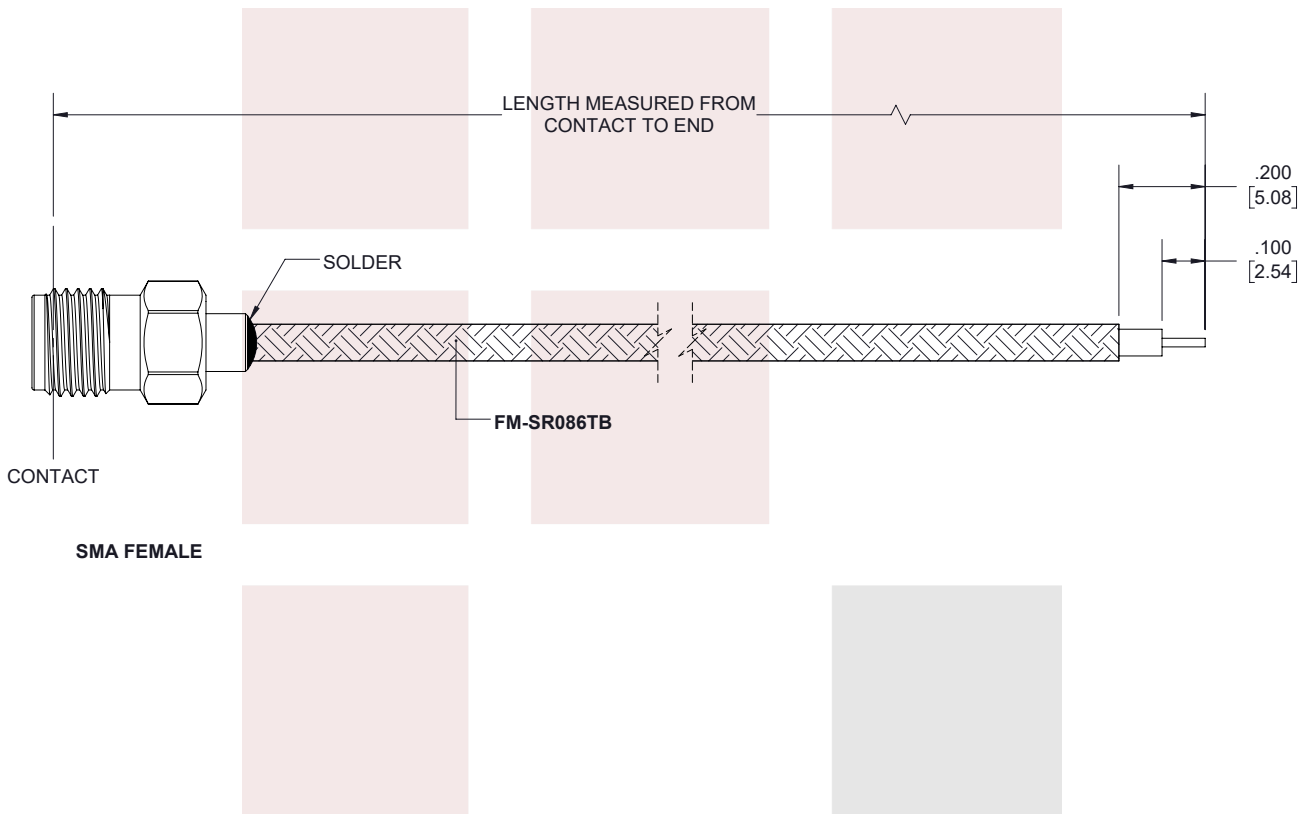 LENGTH MEASURED FROM
CONTACT TO END
.200
[5.08]
.100
[2.54]
SOLDER
FM-SR086TB
CONTACT
SMA FEMALE